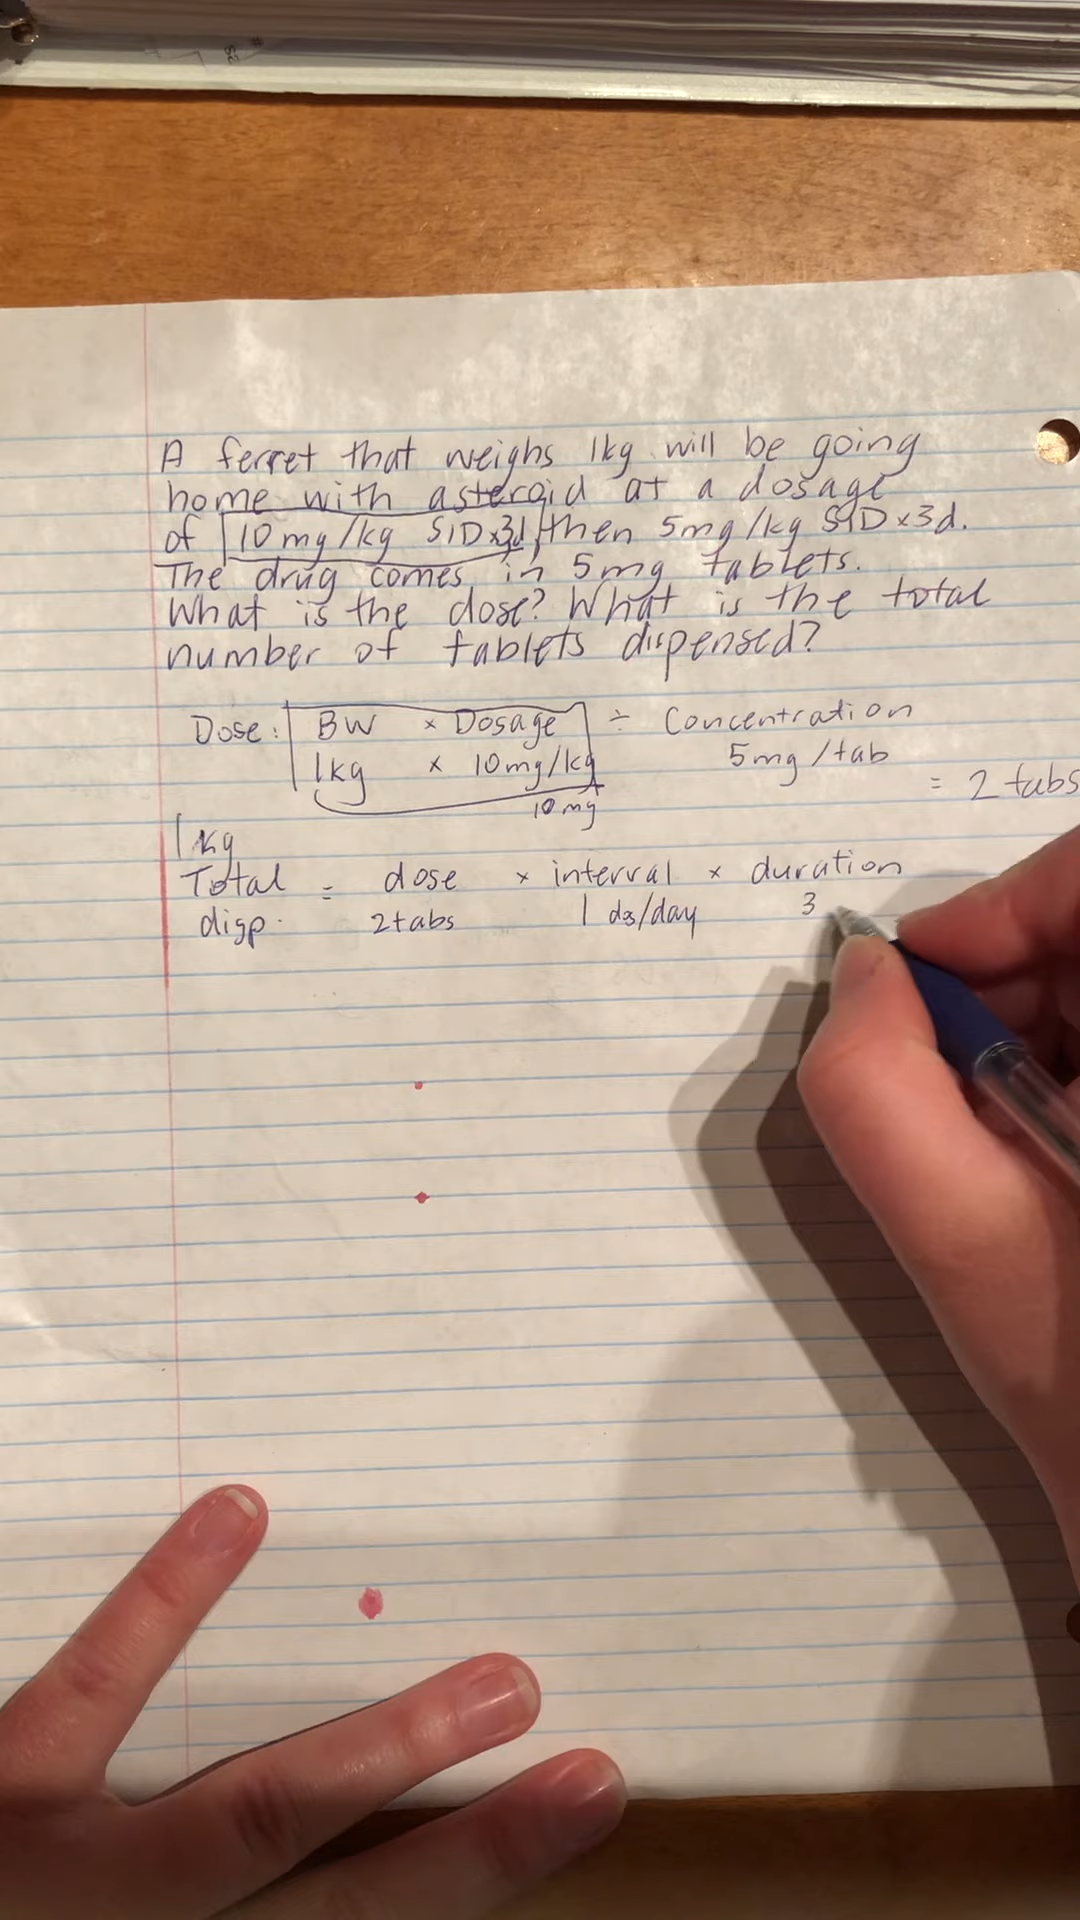 A ferret that weighs 1kg will be going
home with asteroid at a dosage
of 10mg/kg SID x3d, then 5mg/kg SID x3d.
The drug comes in 5mg tablets.
What is the dose? What is the total
number of tablets dispensed?
Dose: BW × Dosage ÷ Concentration
1kg × 10mg/kg 5mg/tab
= 2 tabs
10mg
1kg
Total = dose × interval × duration
disp. 2tabs 1 ds/day 3